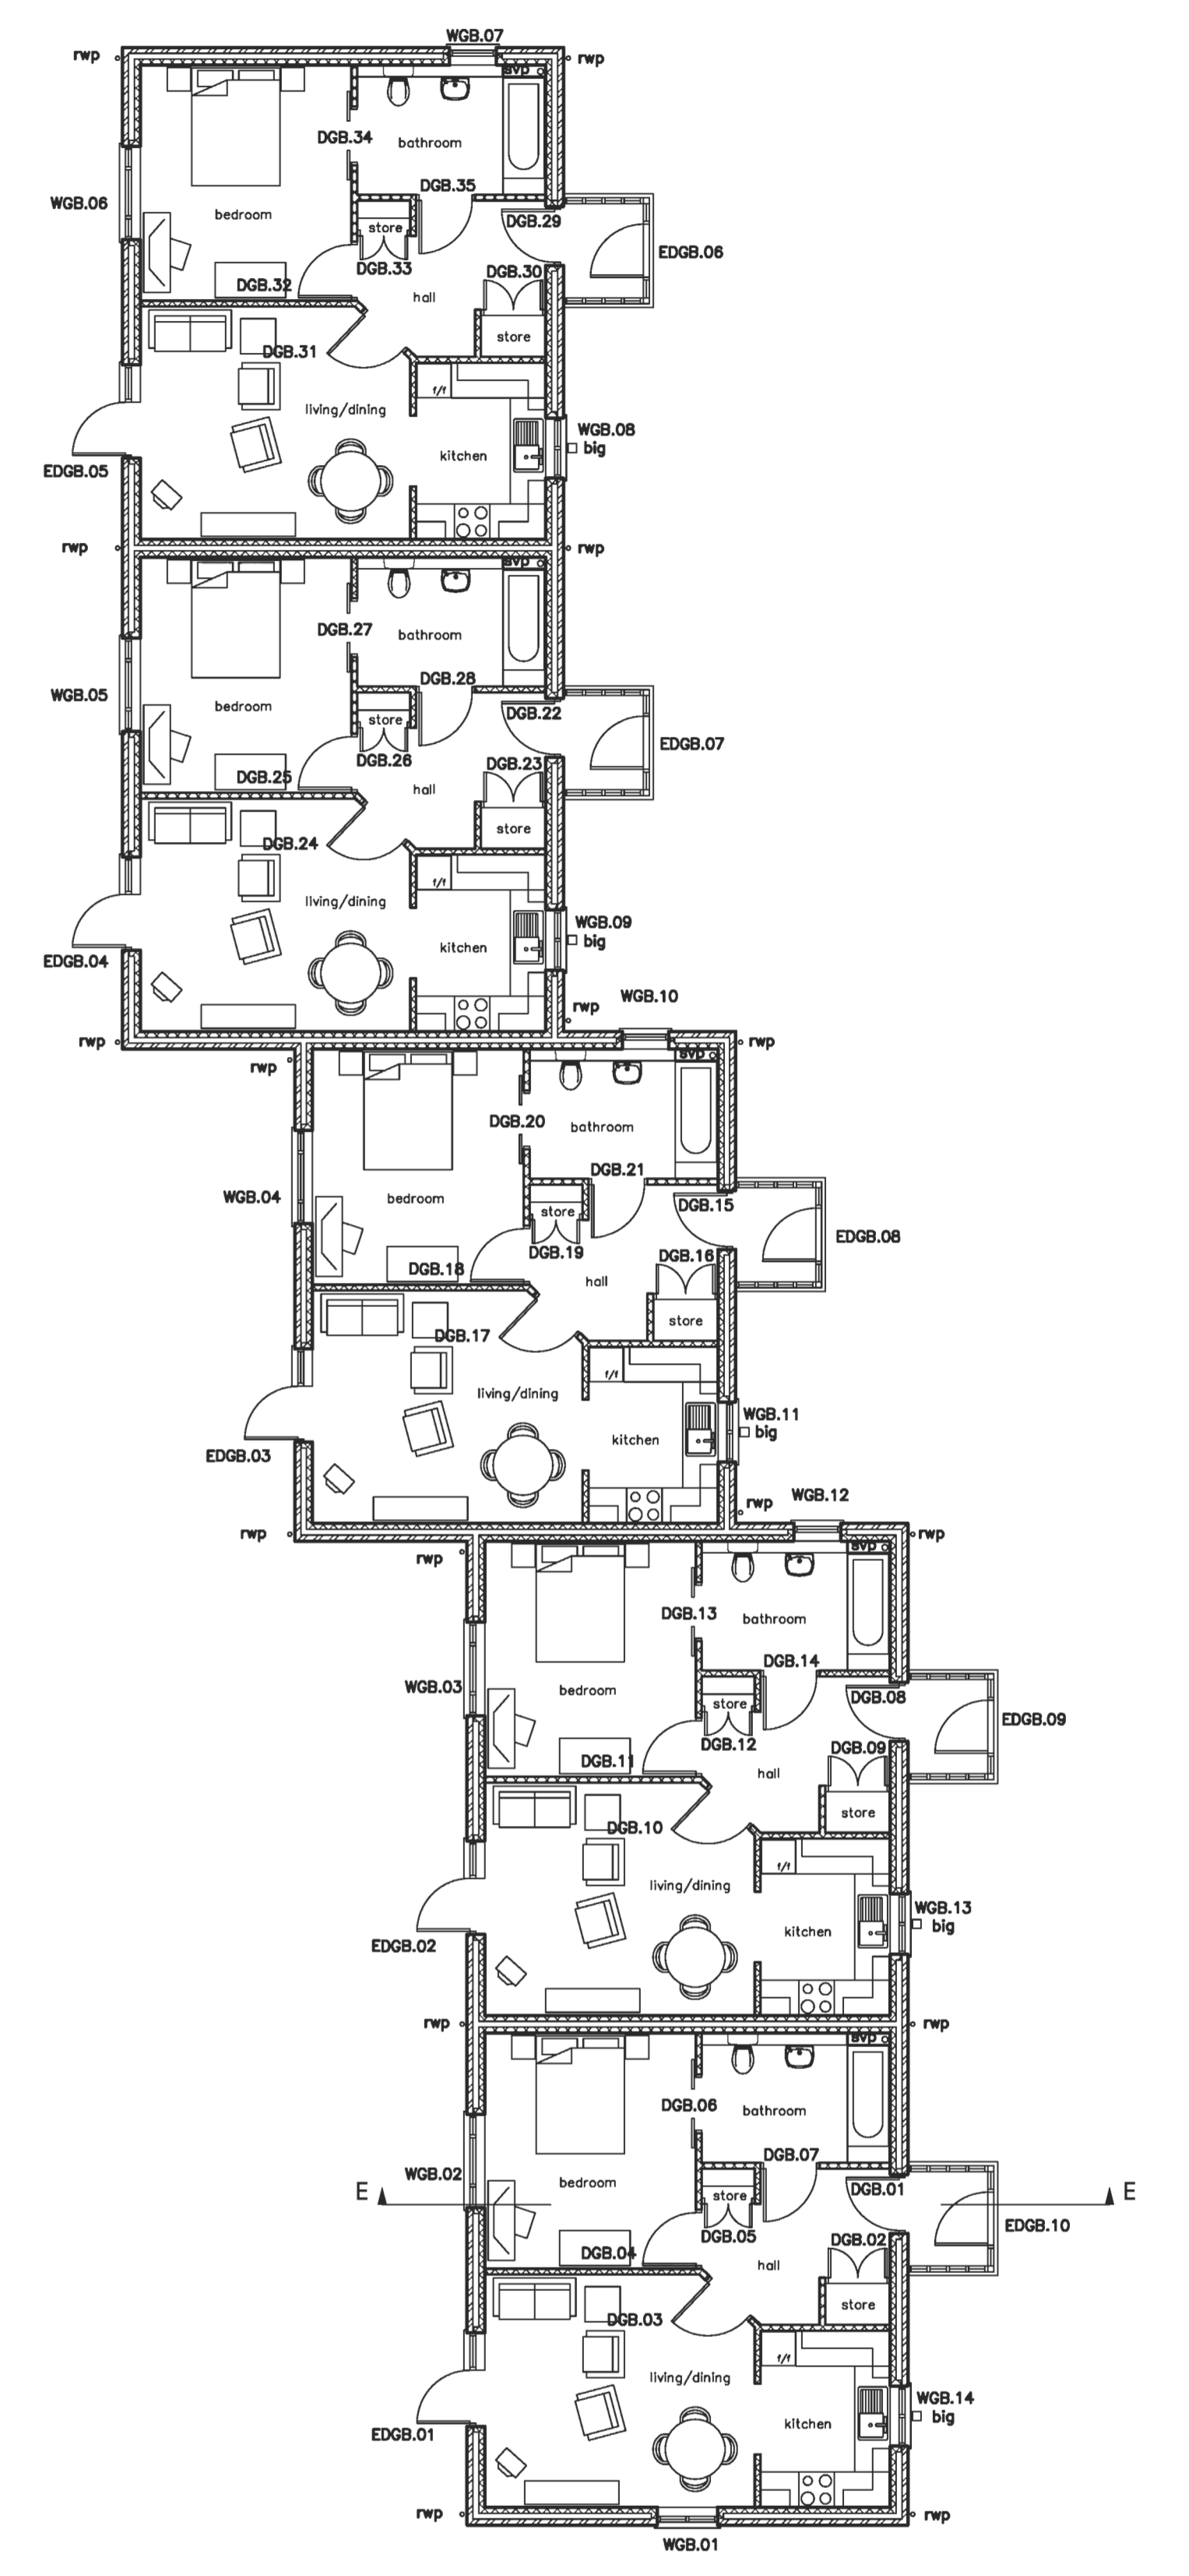 WGB.07
rwp
rwp
svp
DGB.34
bathroom
DGB.35
WGB.06
bedroom
store
DGB.29
EDGB.06
DGB.33
DGB.30
DGB.32
hall
store
DGB.31
f/f
living/dining
WGB.08
big
kitchen
EDGB.05
rwp
rwp
svp
DGB.27
bathroom
DGB.28
WGB.05
bedroom
store
DGB.22
EDGB.07
DGB.26
DGB.23
DGB.25
hall
store
DGB.24
f/f
living/dining
WGB.09
big
kitchen
EDGB.04
WGB.10
rwp
rwp
rwp
rwp
svp
DGB.20
bathroom
DGB.21
WGB.04
bedroom
store
DGB.15
EDGB.08
DGB.19
DGB.16
DGB.18
hall
store
DGB.17
f/f
living/dining
WGB.11
big
kitchen
EDGB.03
WGB.12
rwp
rwp
rwp
rwp
svp
DGB.13
bathroom
DGB.14
WGB.03
bedroom
store
DGB.08
EDGB.09
DGB.12
DGB.09
DGB.11
hall
store
DGB.10
f/f
living/dining
WGB.13
big
kitchen
EDGB.02
rwp
rwp
svp
DGB.06
bathroom
DGB.07
WGB.02
bedroom
E
E
store
DGB.01
EDGB.10
DGB.05
DGB.02
DGB.04
hall
store
DGB.03
f/f
living/dining
WGB.14
big
kitchen
EDGB.01
rwp
rwp
WGB.01